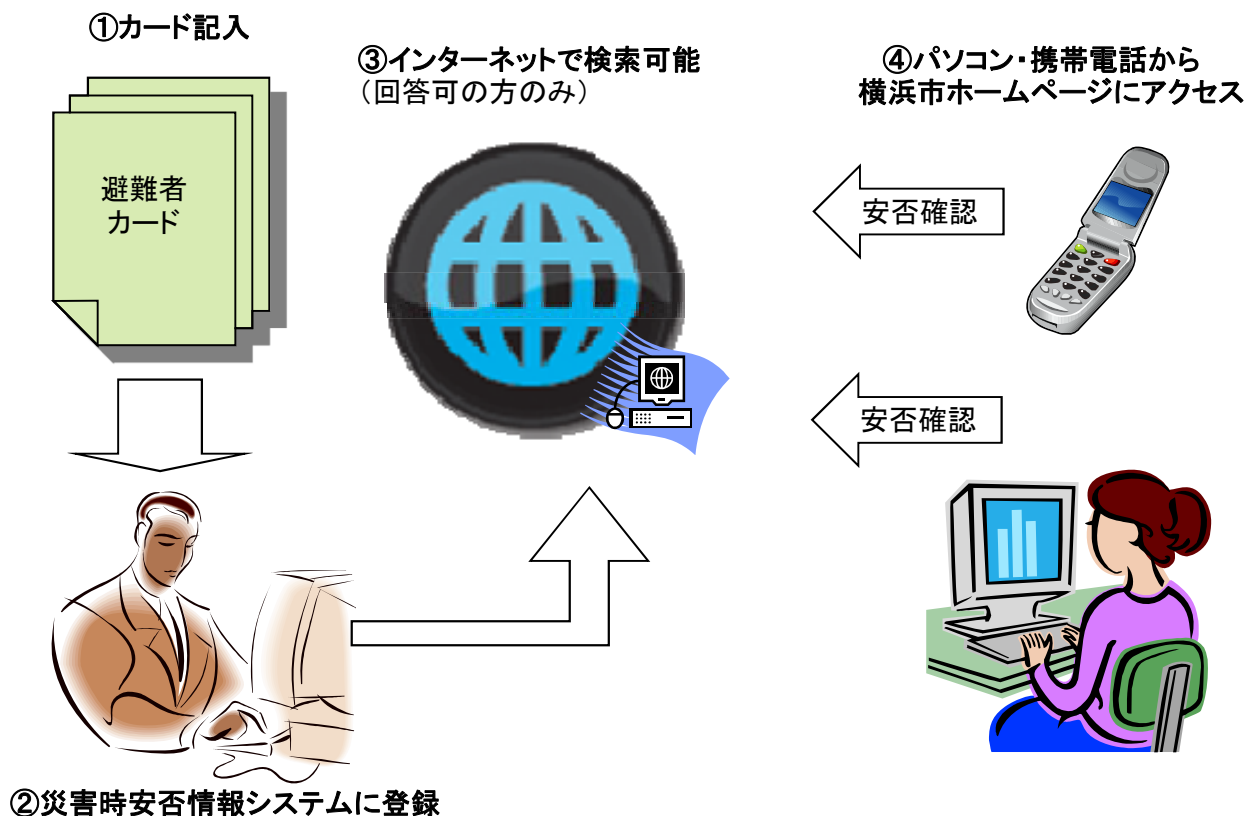 ①カード記入
避難者
カード
②災害時安否情報システムに登録
③インターネットで検索可能
（回答可の方のみ）
④パソコン・携帯電話から
横浜市ホームページにアクセス
安否確認
安否確認